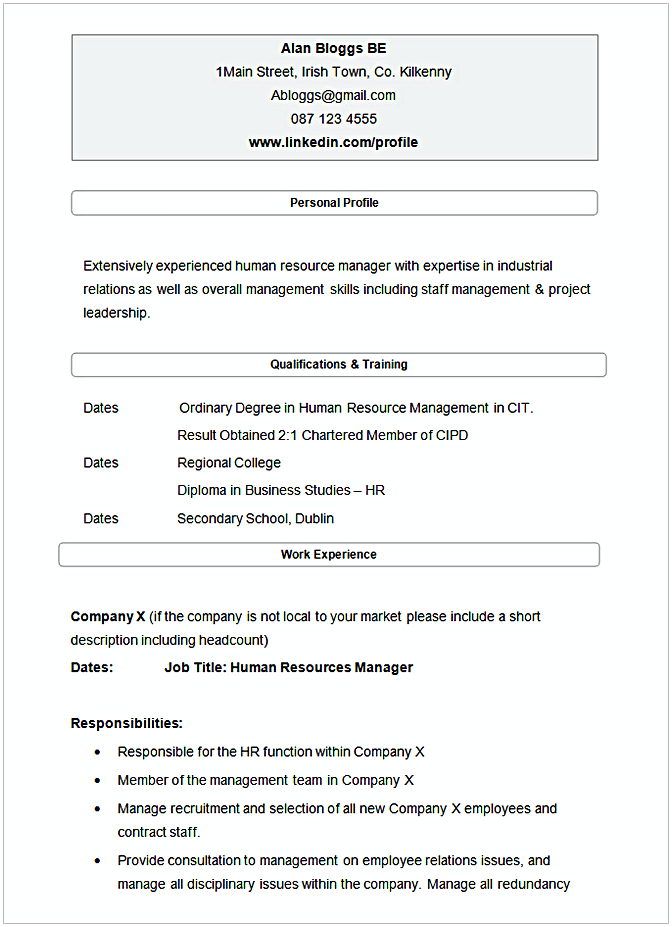 Alan Bloggs BE
1Main Street, Irish Town, Co. Kilkenny
Abloggs@gmail.com
087 123 4555
www.linkedin.com/profile
Personal Profile
Extensively experienced human resource manager with expertise in industrial
relations as well as overall management skills including staff management & project
leadership.
Qualifications & Training
Dates Ordinary Degree in Human Resource Management in CIT.
Result Obtained 2:1 Chartered Member of CIPD
Dates Regional College
Diploma in Business Studies – HR
Dates Secondary School, Dublin
Work Experience
Company X (if the company is not local to your market please include a short
description including headcount)
Dates: Job Title: Human Resources Manager
Responsibilities:
• Responsible for the HR function within Company X
• Member of the management team in Company X
• Manage recruitment and selection of all new Company X employees and
contract staff.
• Provide consultation to management on employee relations issues, and
manage all disciplinary issues within the company. Manage all redundancy